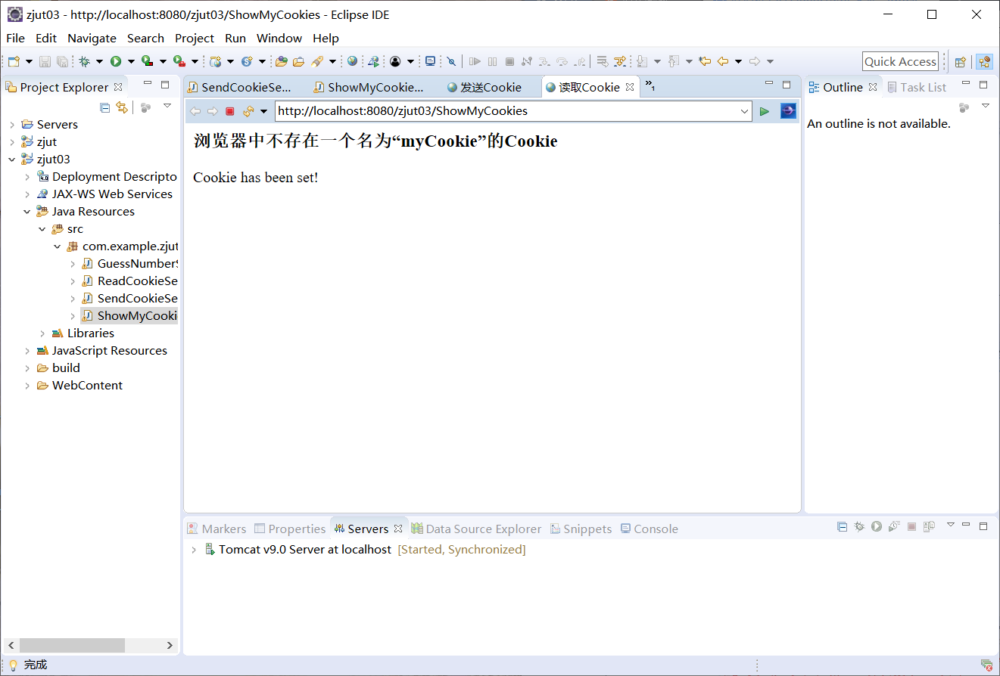 zjut03 - http://localhost:8080/zjut03/ShowMyCookies - Eclipse IDE
File Edit Navigate Search Project Run Window Help
Quick Access
Project Explorer
SendCookieSe... ShowMyCookie... 发送Cookie 读取Cookie »1
Outline Task List
http://localhost:8080/zjut03/ShowMyCookies
An outline is not available.
Servers
zjut
zjut03
Deployment Descripto
JAX-WS Web Services
Java Resources
src
com.example.zjut
GuessNumberS
ReadCookieSe
SendCookieSe
ShowMyCooki
Libraries
JavaScript Resources
build
WebContent
浏览器中不存在一个名为“myCookie”的Cookie
Cookie has been set!
Markers Properties Servers Data Source Explorer Snippets Console
Tomcat v9.0 Server at localhost [Started, Synchronized]
完成